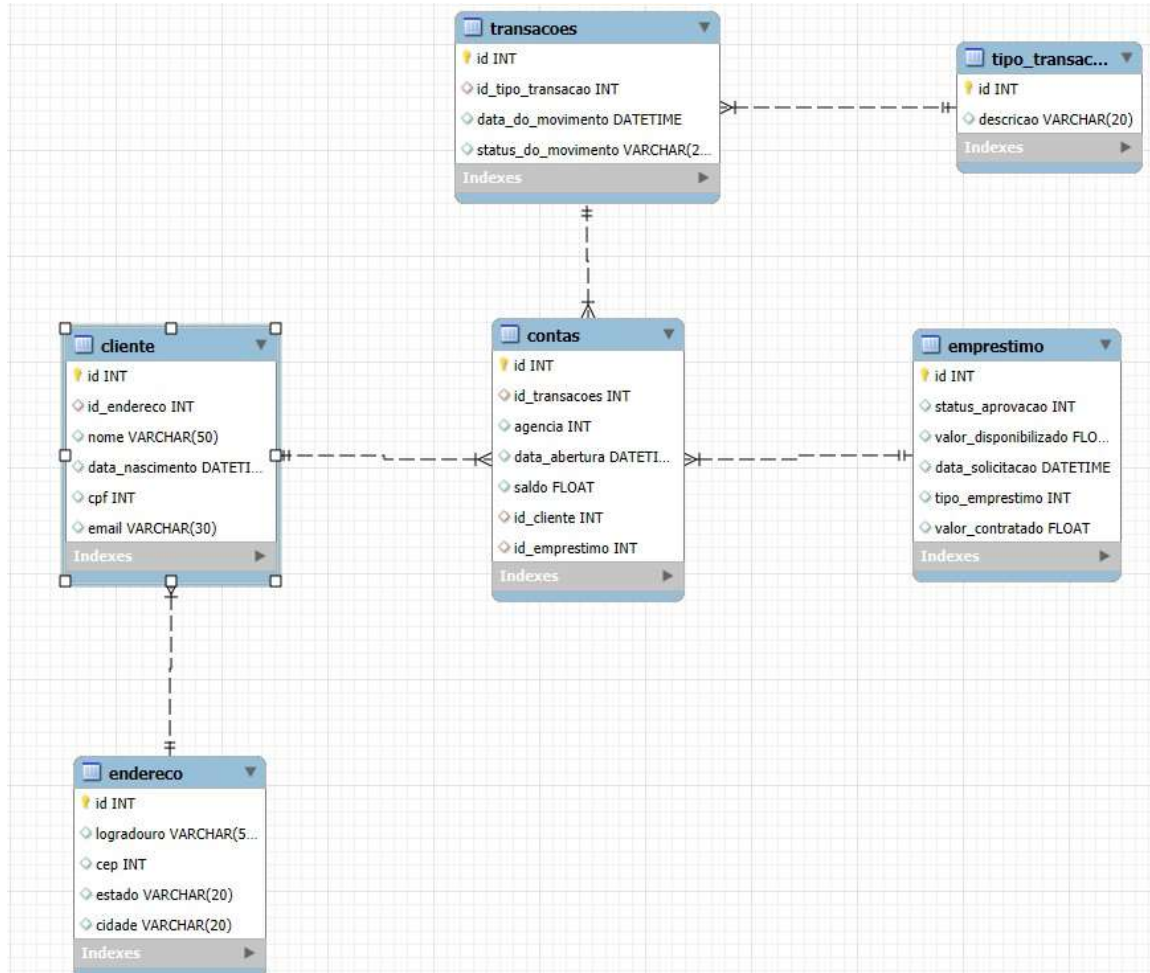 transacoes
id INT
id_tipo_transacao INT
data_do_movimento DATETIME
status_do_movimento VARCHAR(2...
Indexes
tipo_transac...
id INT
descricao VARCHAR(20)
Indexes
cliente
id INT
id_endereco INT
nome VARCHAR(50)
data_nascimento DATETI...
cpf INT
email VARCHAR(30)
Indexes
contas
id INT
id_transacoes INT
agencia INT
data_abertura DATETI...
saldo FLOAT
id_cliente INT
id_emprestimo INT
Indexes
emprestimo
id INT
status_aprovacao INT
valor_disponibilizado FLO...
data_solicitacao DATETIME
tipo_emprestimo INT
valor_contratado FLOAT
Indexes
endereco
id INT
logradouro VARCHAR(5...
cep INT
estado VARCHAR(20)
cidade VARCHAR(20)
Indexes